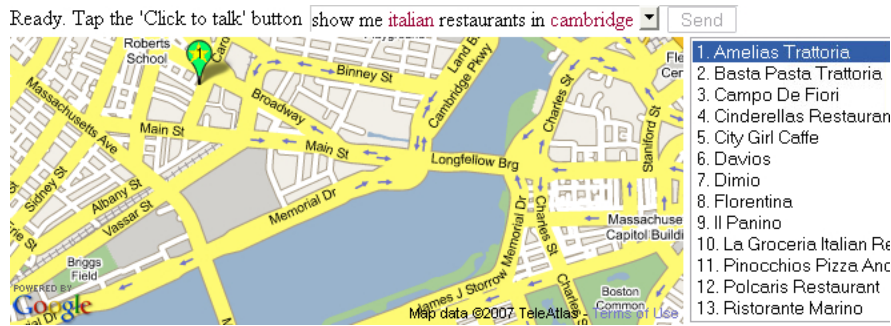 Ready. Tap the 'Click to talk' button
show me italian restaurants in cambridge
Send
Roberts
School
Binney St
Broadway
Massachusetts Ave
Main St
Main St
Land B
Cambridge Pkwy
Charles St
Staniford St
Longfellow Brg
Sidney St
Albany St
Vassar St
Memorial Dr
Memorial Dr
Charles St
Massachuse
Capitol Buildi
Briggs
Field
James J Storrow
Charles St
Boston
Common
POWERED BY
Google
Map data ©2007 TeleAtlas - Terms of Use
1
1. Amelias Trattoria
2. Basta Pasta Trattoria
3. Campo De Fiori
4. Cinderellas Restauran
5. City Girl Caffe
6. Davios
7. Dimio
8. Florentina
9. Il Panino
10. La Groceria Italian Re
11. Pinocchios Pizza And
12. Polcaris Restaurant
13. Ristorante Marino